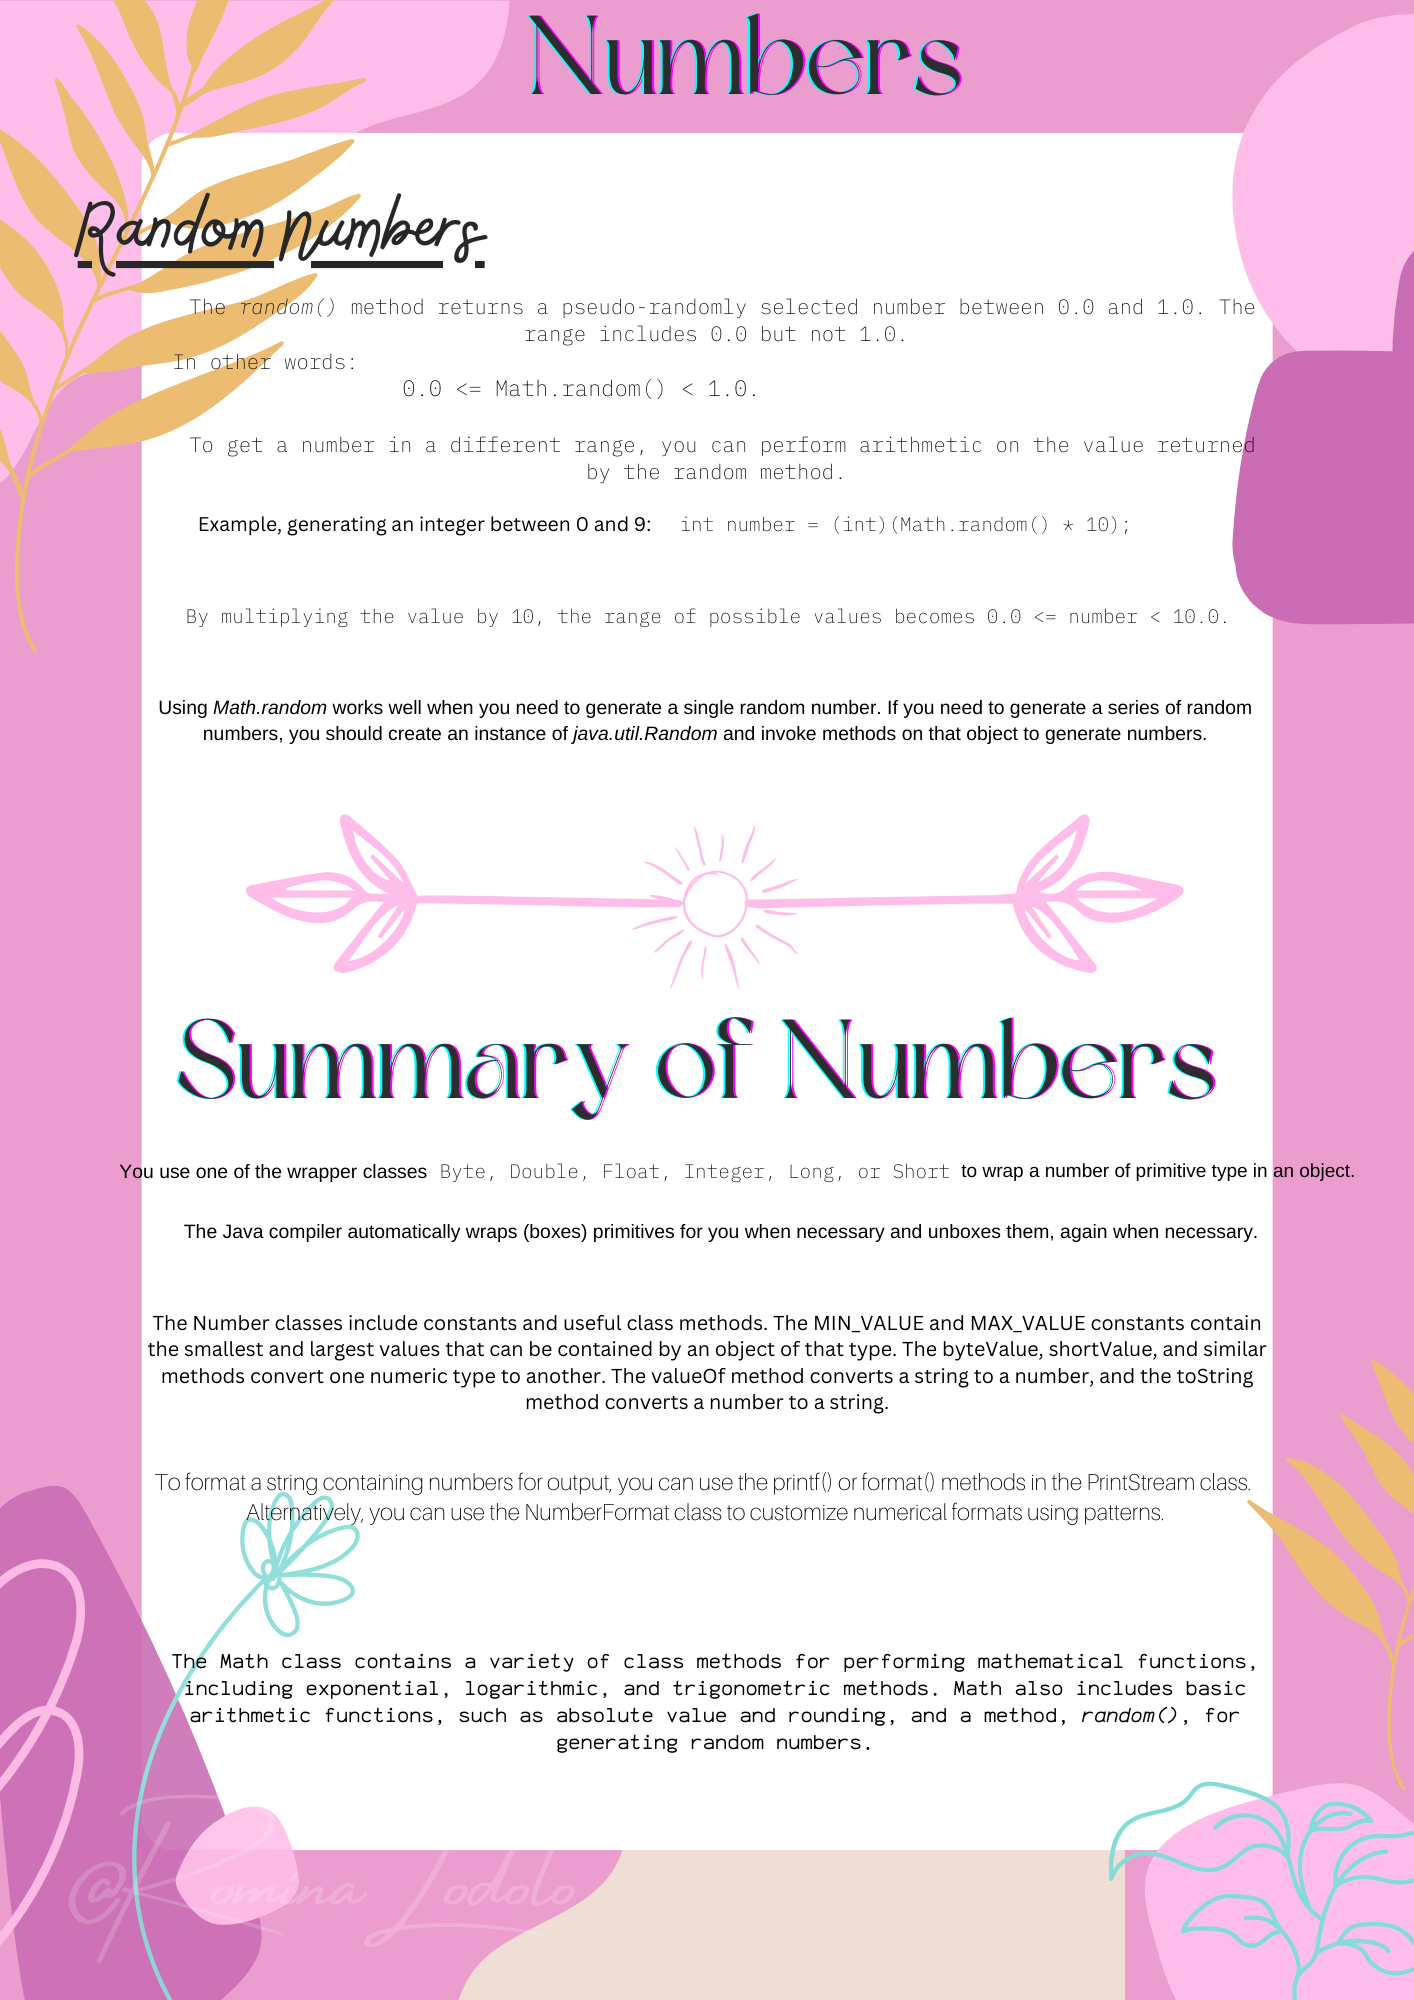 Numbers
Random Numbers
The random() method returns a pseudo-randomly selected number between 0.0 and 1.0. The
range includes 0.0 but not 1.0.
In other words:
0.0 <= Math.random() < 1.0.
To get a number in a different range, you can perform arithmetic on the value returned
by the random method.
Example, generating an integer between 0 and 9: int number = (int)(Math.random() * 10);
By multiplying the value by 10, the range of possible values becomes 0.0 <= number < 10.0.
Using Math.random works well when you need to generate a single random number. If you need to generate a series of random
numbers, you should create an instance of java.util.Random and invoke methods on that object to generate numbers.
Summary of Numbers
You use one of the wrapper classes Byte, Double, Float, Integer, Long, or Short to wrap a number of primitive type in an object.
The Java compiler automatically wraps (boxes) primitives for you when necessary and unboxes them, again when necessary.
The Number classes include constants and useful class methods. The MIN_VALUE and MAX_VALUE constants contain
the smallest and largest values that can be contained by an object of that type. The byteValue, shortValue, and similar
methods convert one numeric type to another. The valueOf method converts a string to a number, and the toString
method converts a number to a string.
To format a string containing numbers for output, you can use the printf() or format() methods in the PrintStream class.
Alternatively, you can use the NumberFormat class to customize numerical formats using patterns.
The Math class contains a variety of class methods for performing mathematical functions,
including exponential, logarithmic, and trigonometric methods. Math also includes basic
arithmetic functions, such as absolute value and rounding, and a method, random(), for
generating random numbers.
@Romina Lodolo